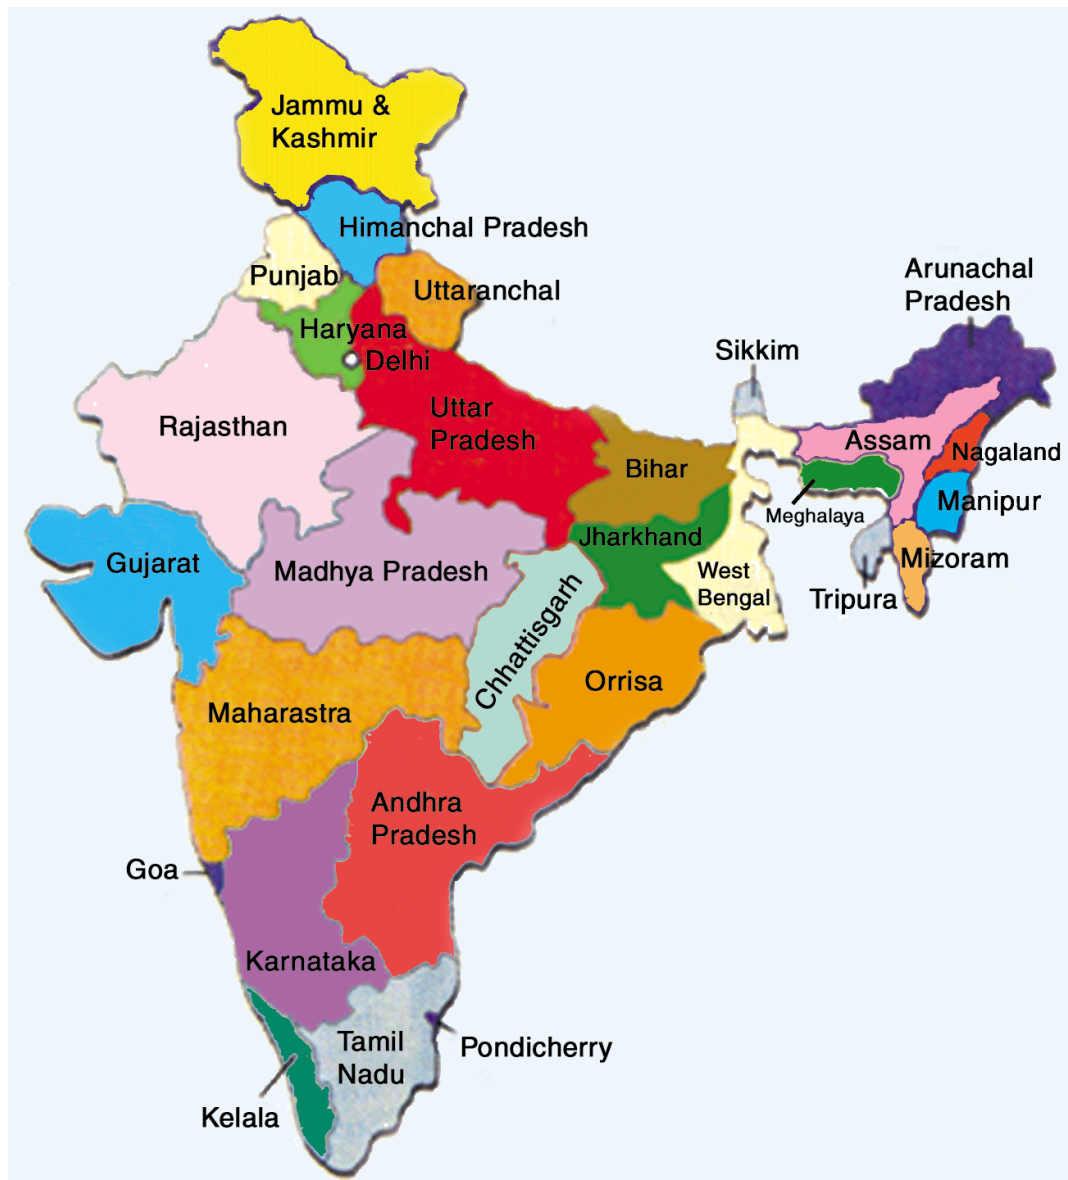 Jammu &
Kashmir
Himanchal Pradesh
Punjab
Uttaranchal
Arunachal
Pradesh
Haryana
Delhi
Sikkim
Rajasthan
Uttar
Pradesh
Assam
Nagaland
Bihar
Manipur
Meghalaya
Jharkhand
Gujarat
Madhya Pradesh
Mizoram
West
Bengal
Tripura
Chhattisgarh
Orrisa
Maharastra
Andhra
Pradesh
Goa
Karnataka
Tamil
Nadu
Pondicherry
Kelala